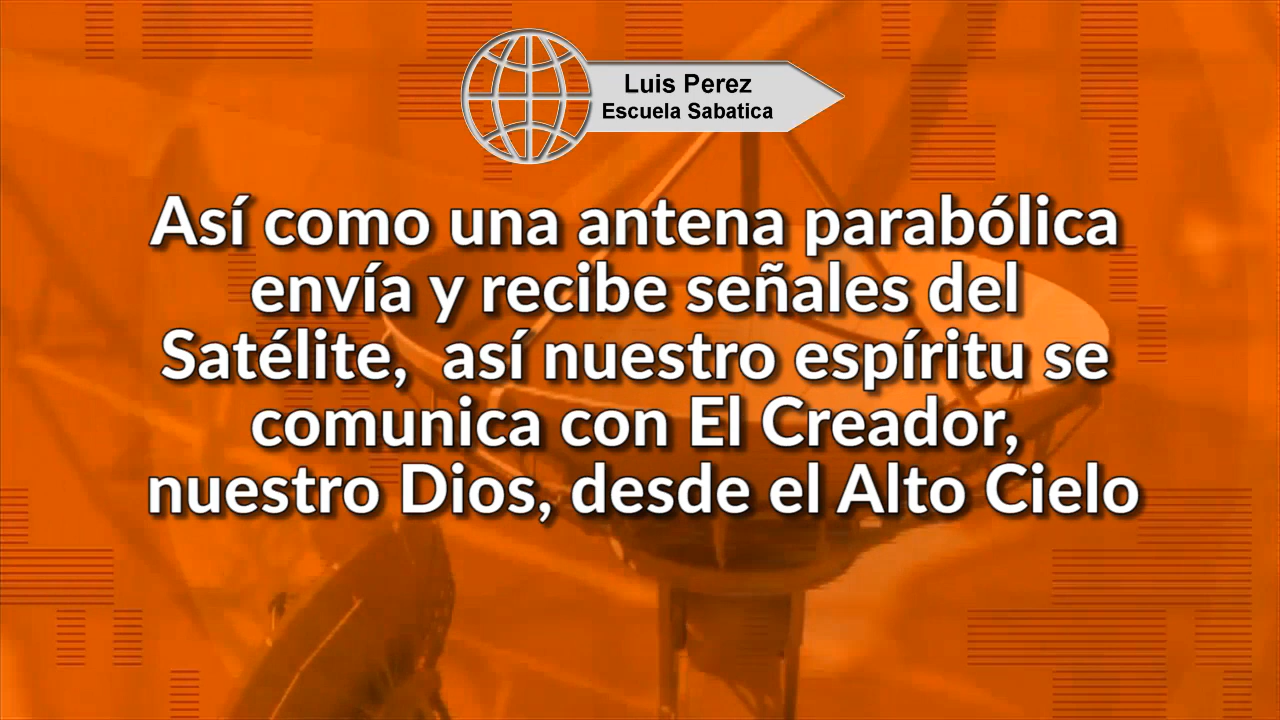 Luis Perez
Escuela Sabatica
Así como una antena parabólica
envía y recibe señales del
Satélite,  así nuestro espíritu se
comunica con El Creador,
nuestro Dios, desde el Alto Cielo